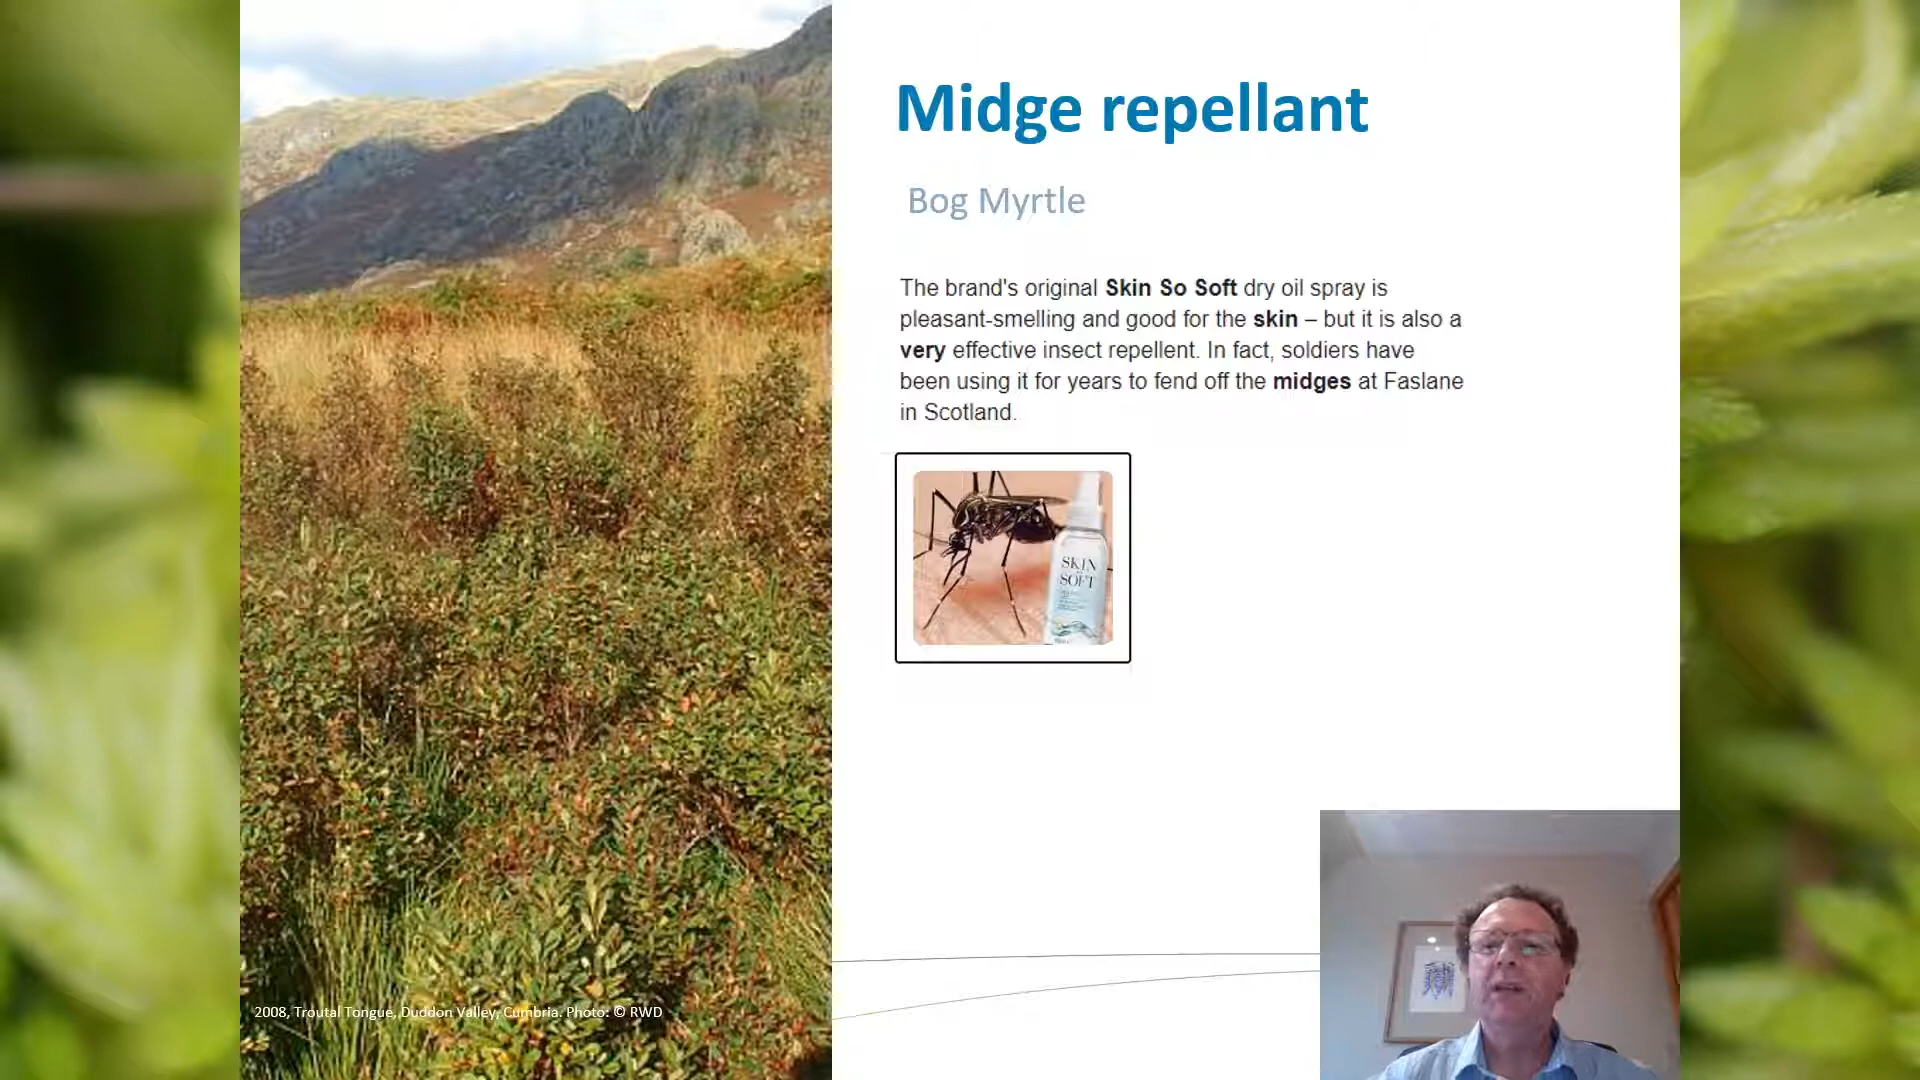 Midge repellant
Bog Myrtle
The brand's original Skin So Soft dry oil spray is
pleasant-smelling and good for the skin – but it is also a
very effective insect repellent. In fact, soldiers have
been using it for years to fend off the midges at Faslane
in Scotland.
SKIN
SOFT
2008, Troutal Tongue, Duddon Valley, Cumbria. Photo: © RWD